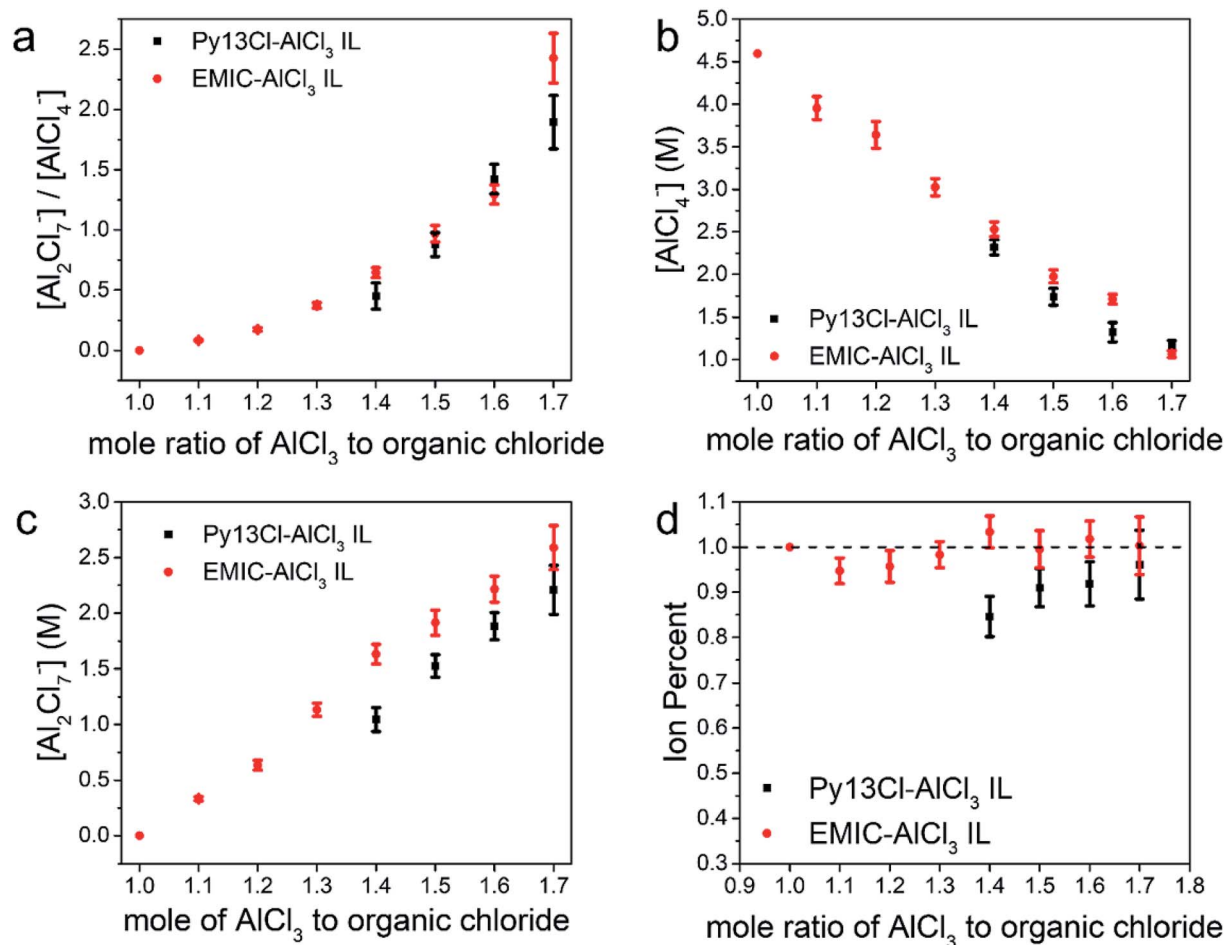 a
Py13Cl-AlCl₃ IL
EMIC-AlCl₃ IL
[Al₂Cl₇⁻] / [AlCl₄⁻]
2.5
2.0
1.5
1.0
0.5
0.0
1.0 1.1 1.2 1.3 1.4 1.5 1.6 1.7
mole ratio of AlCl₃ to organic chloride
b
[AlCl₄⁻] (M)
5.0
4.5
4.0
3.5
3.0
2.5
2.0
1.5
1.0
Py13Cl-AlCl₃ IL
EMIC-AlCl₃ IL
1.0 1.1 1.2 1.3 1.4 1.5 1.6 1.7
mole ratio of AlCl₃ to organic chloride
c
Py13Cl-AlCl₃ IL
EMIC-AlCl₃ IL
[Al₂Cl₇⁻] (M)
3.0
2.5
2.0
1.5
1.0
0.5
0.0
1.0 1.1 1.2 1.3 1.4 1.5 1.6 1.7
mole of AlCl₃ to organic chloride
d
Ion Percent
1.1
1.0
0.9
0.8
0.7
0.6
0.5
0.4
0.3
Py13Cl-AlCl₃ IL
EMIC-AlCl₃ IL
0.9 1.0 1.1 1.2 1.3 1.4 1.5 1.6 1.7 1.8
mole ratio of AlCl₃ to organic chloride